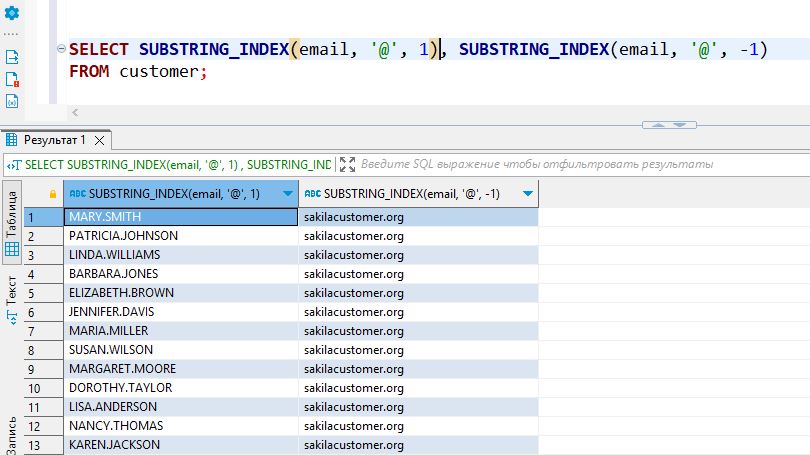 SELECT SUBSTRING_INDEX(email, '@', 1), SUBSTRING_INDEX(email, '@', -1)
FROM customer;
Результат 1
SELECT SUBSTRING_INDEX(email, '@', 1) , SUBSTRING_IND Введите SQL выражение чтобы отфильтровать результаты
ABC SUBSTRING_INDEX(email, '@', 1) ABC SUBSTRING_INDEX(email, '@', -1)
1 MARY.SMITH sakilacustomer.org
2 PATRICIA.JOHNSON sakilacustomer.org
3 LINDA.WILLIAMS sakilacustomer.org
4 BARBARA.JONES sakilacustomer.org
5 ELIZABETH.BROWN sakilacustomer.org
6 JENNIFER.DAVIS sakilacustomer.org
7 MARIA.MILLER sakilacustomer.org
8 SUSAN.WILSON sakilacustomer.org
9 MARGARET.MOORE sakilacustomer.org
10 DOROTHY.TAYLOR sakilacustomer.org
11 LISA.ANDERSON sakilacustomer.org
12 NANCY.THOMAS sakilacustomer.org
13 KAREN.JACKSON sakilacustomer.org
Таблица
Текст
Запись